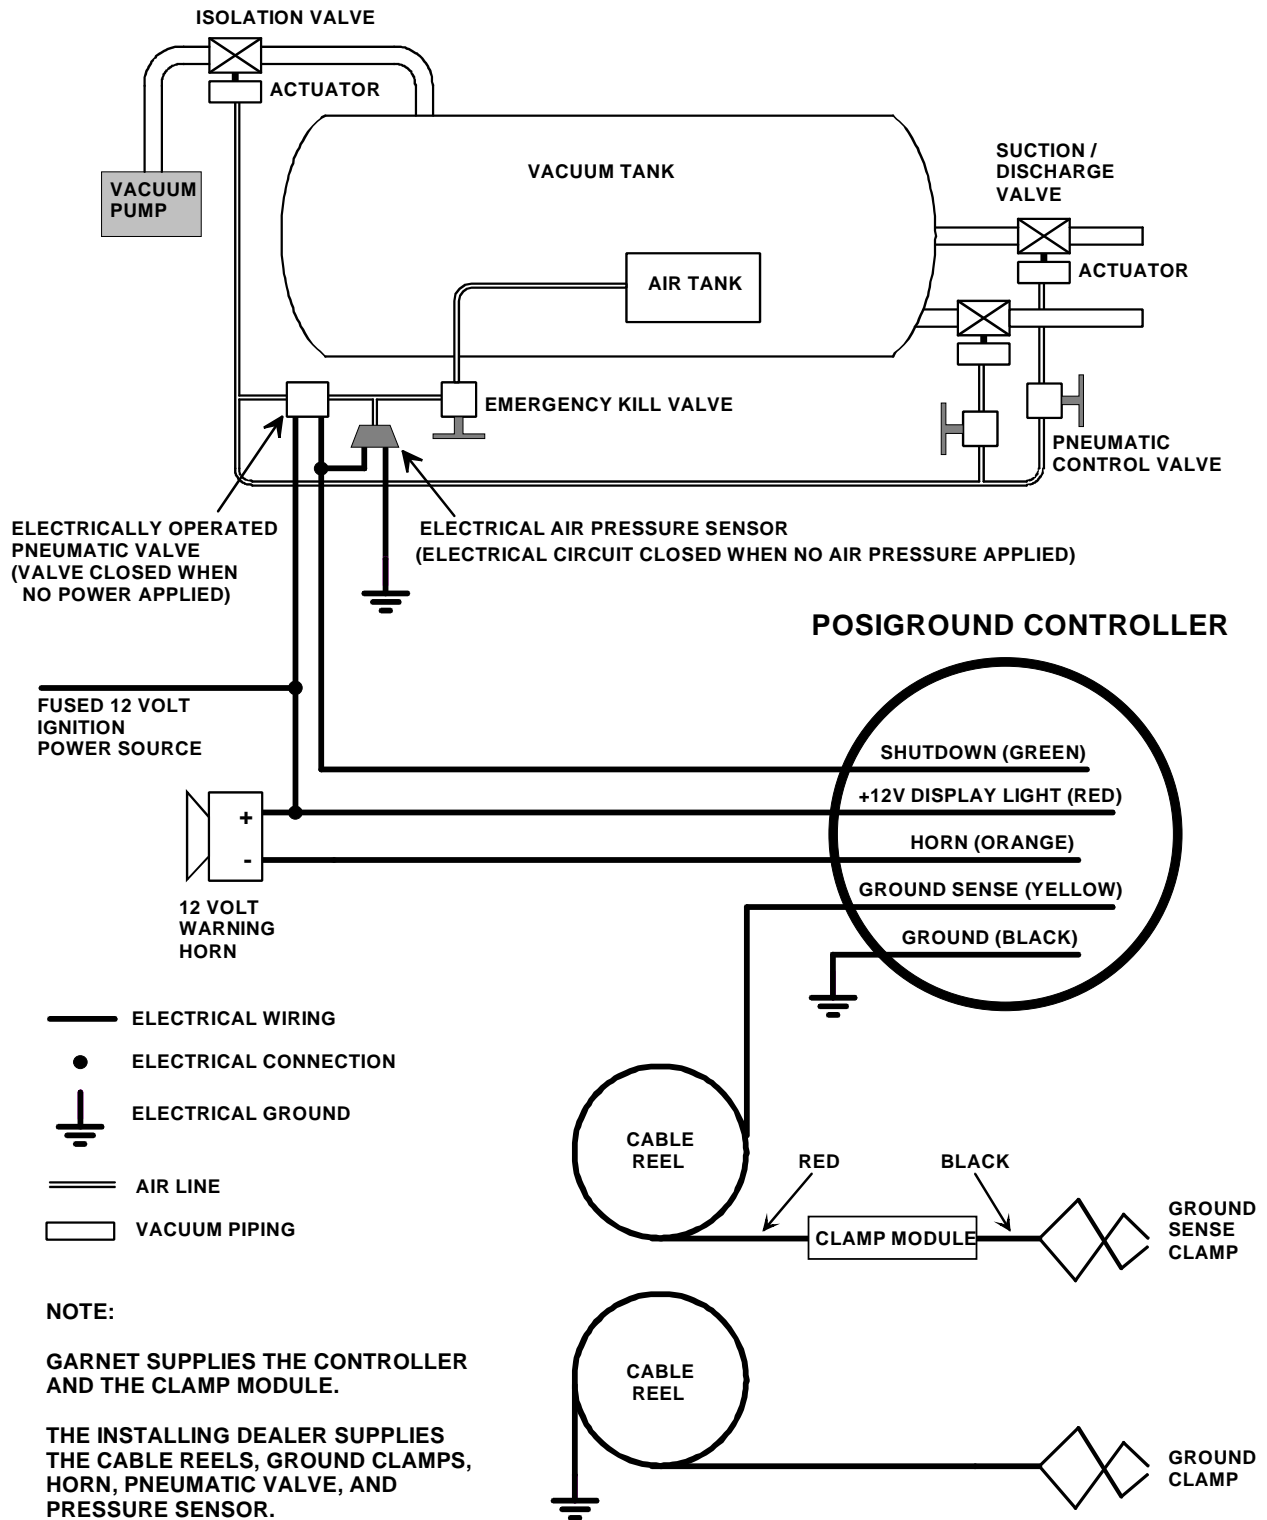 ISOLATION VALVE
ACTUATOR
VACUUM
PUMP
VACUUM TANK
AIR TANK
SUCTION /
DISCHARGE
VALVE
ACTUATOR
EMERGENCY KILL VALVE
PNEUMATIC
CONTROL VALVE
ELECTRICALLY OPERATED
PNEUMATIC VALVE
(VALVE CLOSED WHEN
NO POWER APPLIED)
ELECTRICAL AIR PRESSURE SENSOR
(ELECTRICAL CIRCUIT CLOSED WHEN NO AIR PRESSURE APPLIED)
POSIGROUND CONTROLLER
FUSED 12 VOLT
IGNITION
POWER SOURCE
SHUTDOWN (GREEN)
+12V DISPLAY LIGHT (RED)
HORN (ORANGE)
GROUND SENSE (YELLOW)
GROUND (BLACK)
+
-
12 VOLT
WARNING
HORN
ELECTRICAL WIRING
ELECTRICAL CONNECTION
ELECTRICAL GROUND
AIR LINE
VACUUM PIPING
CABLE
REEL
RED
BLACK
CLAMP MODULE
GROUND
SENSE
CLAMP
CABLE
REEL
GROUND
CLAMP
NOTE:
GARNET SUPPLIES THE CONTROLLER
AND THE CLAMP MODULE.
THE INSTALLING DEALER SUPPLIES
THE CABLE REELS, GROUND CLAMPS,
HORN, PNEUMATIC VALVE, AND
PRESSURE SENSOR.